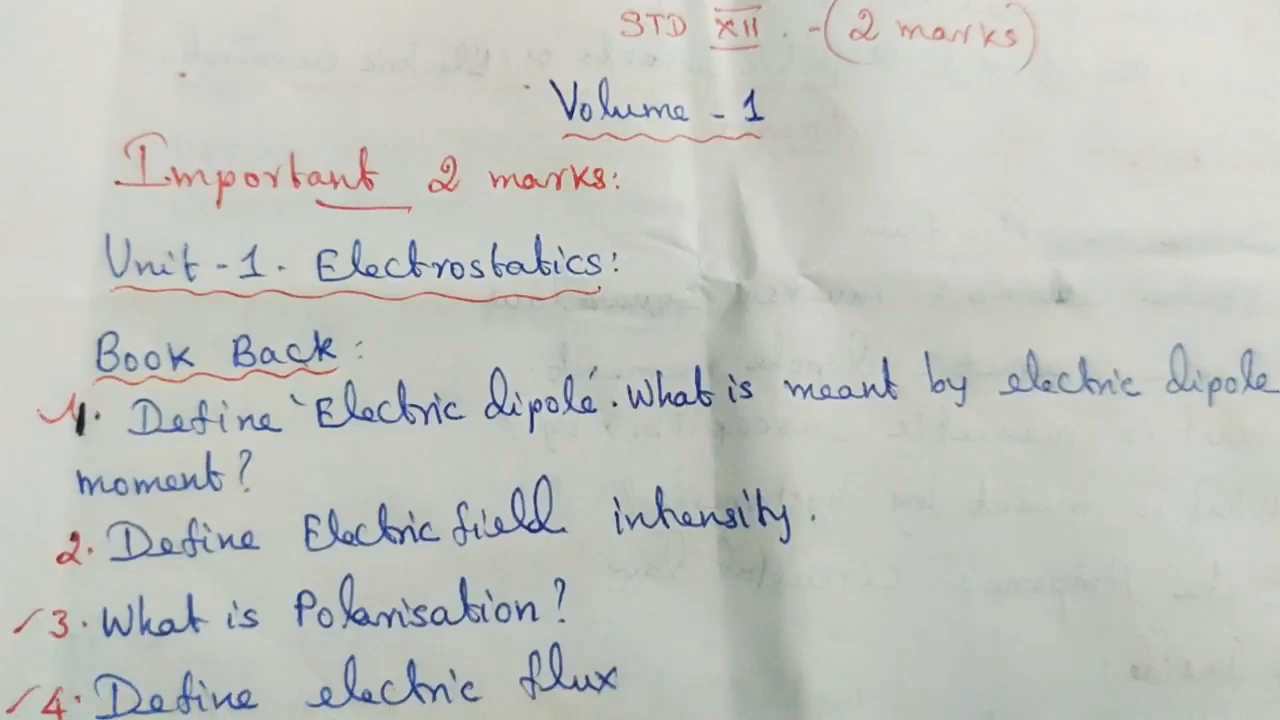 STD XII. - (2 marks)
Volume - 1
Important 2 marks:
Unit - 1. Electrostatics:
Book Back:
1. Define 'Electric dipole'. What is meant by electric dipole
moment?
2. Define Electric field intensity.
3. What is Polarisation?
4. Define electric flux